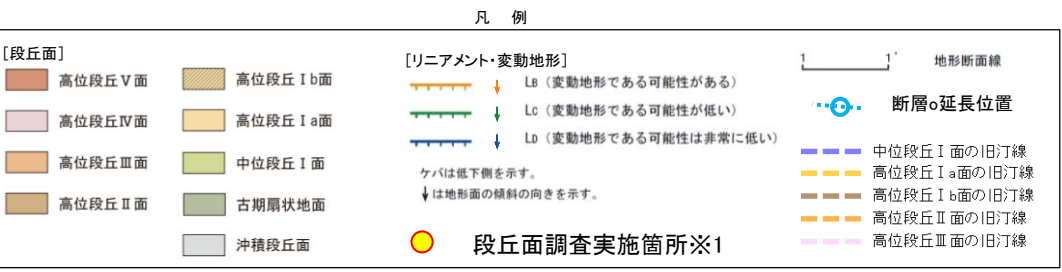 凡 例
[段丘面]
高位段丘Ⅴ面
高位段丘Ⅳ面
高位段丘Ⅲ面
高位段丘Ⅱ面
高位段丘Ⅰb面
高位段丘Ⅰa面
中位段丘Ⅰ面
古期扇状地面
沖積段丘面
[リニアメント・変動地形]
LB (変動地形である可能性がある)
LC (変動地形である可能性が低い)
LD (変動地形である可能性は非常に低い)
ケバは低下側を示す。
↓は地形面の傾斜の向きを示す。
段丘面調査実施箇所※1
1 1' 地形断面線
断層o延長位置
中位段丘Ⅰ面の旧汀線
高位段丘Ⅰa面の旧汀線
高位段丘Ⅰb面の旧汀線
高位段丘Ⅱ面の旧汀線
高位段丘Ⅲ面の旧汀線